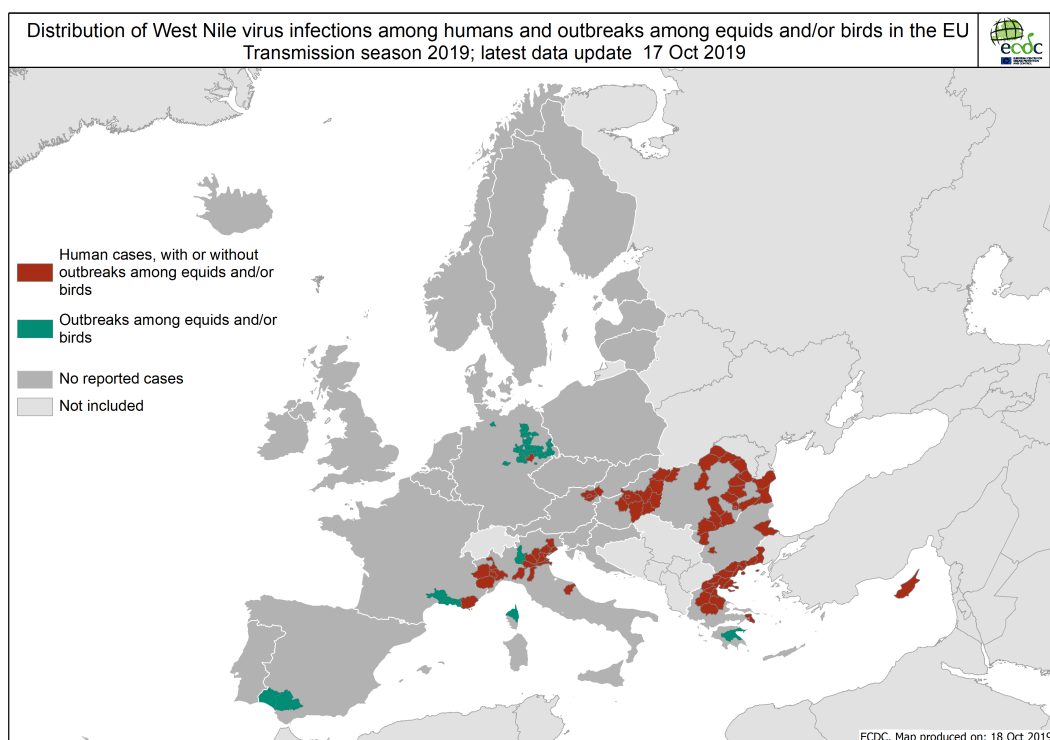 Distribution of West Nile virus infections among humans and outbreaks among equids and/or birds in the EU
Transmission season 2019; latest data update 17 Oct 2019
ecdc
Human cases, with or without
outbreaks among equids and/or
birds
Outbreaks among equids and/or
birds
No reported cases
Not included
ECDC. Map produced on: 18 Oct 2019